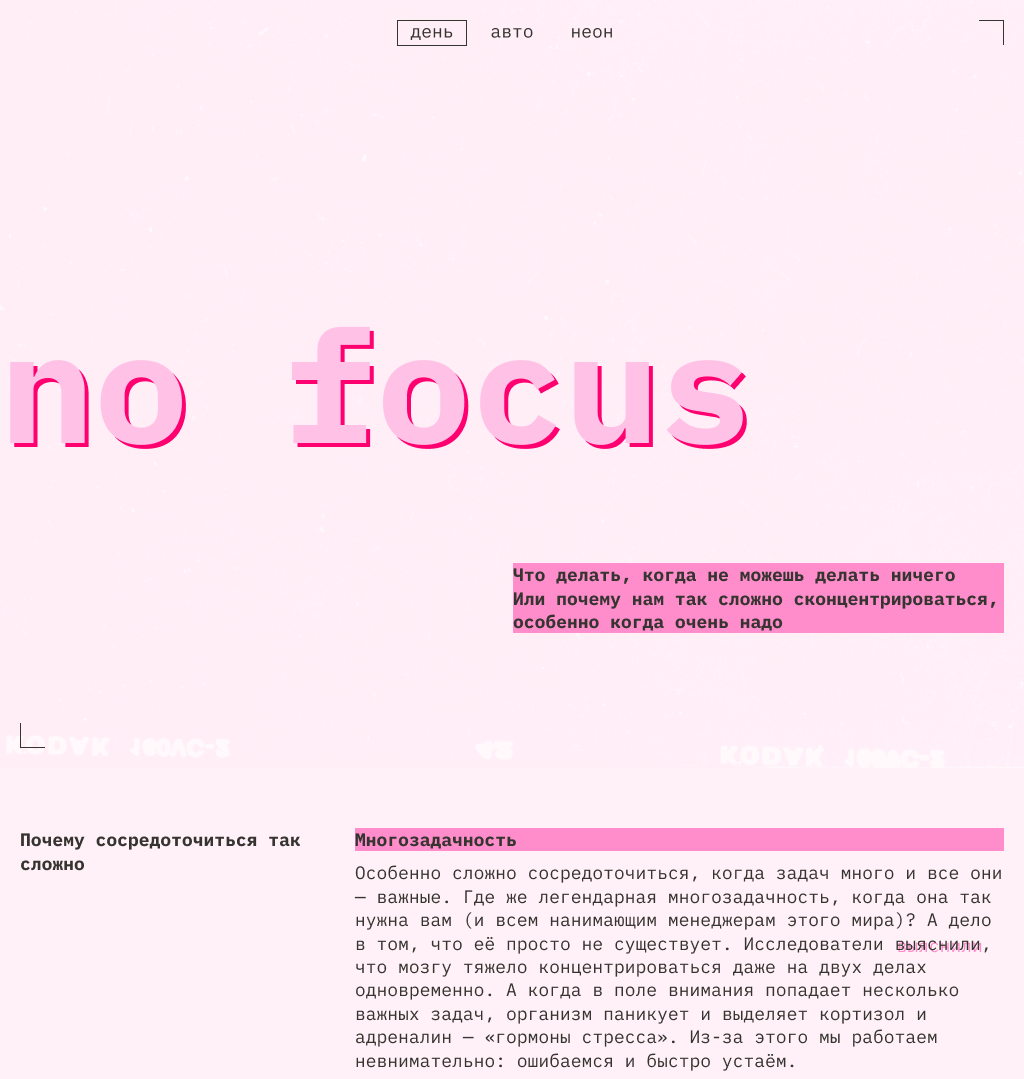 день авто неон
no focus
Что делать, когда не можешь делать ничего
Или почему нам так сложно сконцентрироваться,
особенно когда очень надо
KODAK 160VC-2
KODAK 160VC-2
Почему сосредоточиться так
сложно
Многозадачность
Особенно сложно сосредоточиться, когда задач много и все они
— важные. Где же легендарная многозадачность, когда она так
нужна вам (и всем нанимающим менеджерам этого мира)? А дело
в том, что её просто не существует. Исследователи выяснили,
что мозгу тяжело концентрироваться даже на двух делах
одновременно. А когда в поле внимания попадает несколько
важных задач, организм паникует и выделяет кортизол и
адреналин — «гормоны стресса». Из-за этого мы работаем
невнимательно: ошибаемся и быстро устаём.